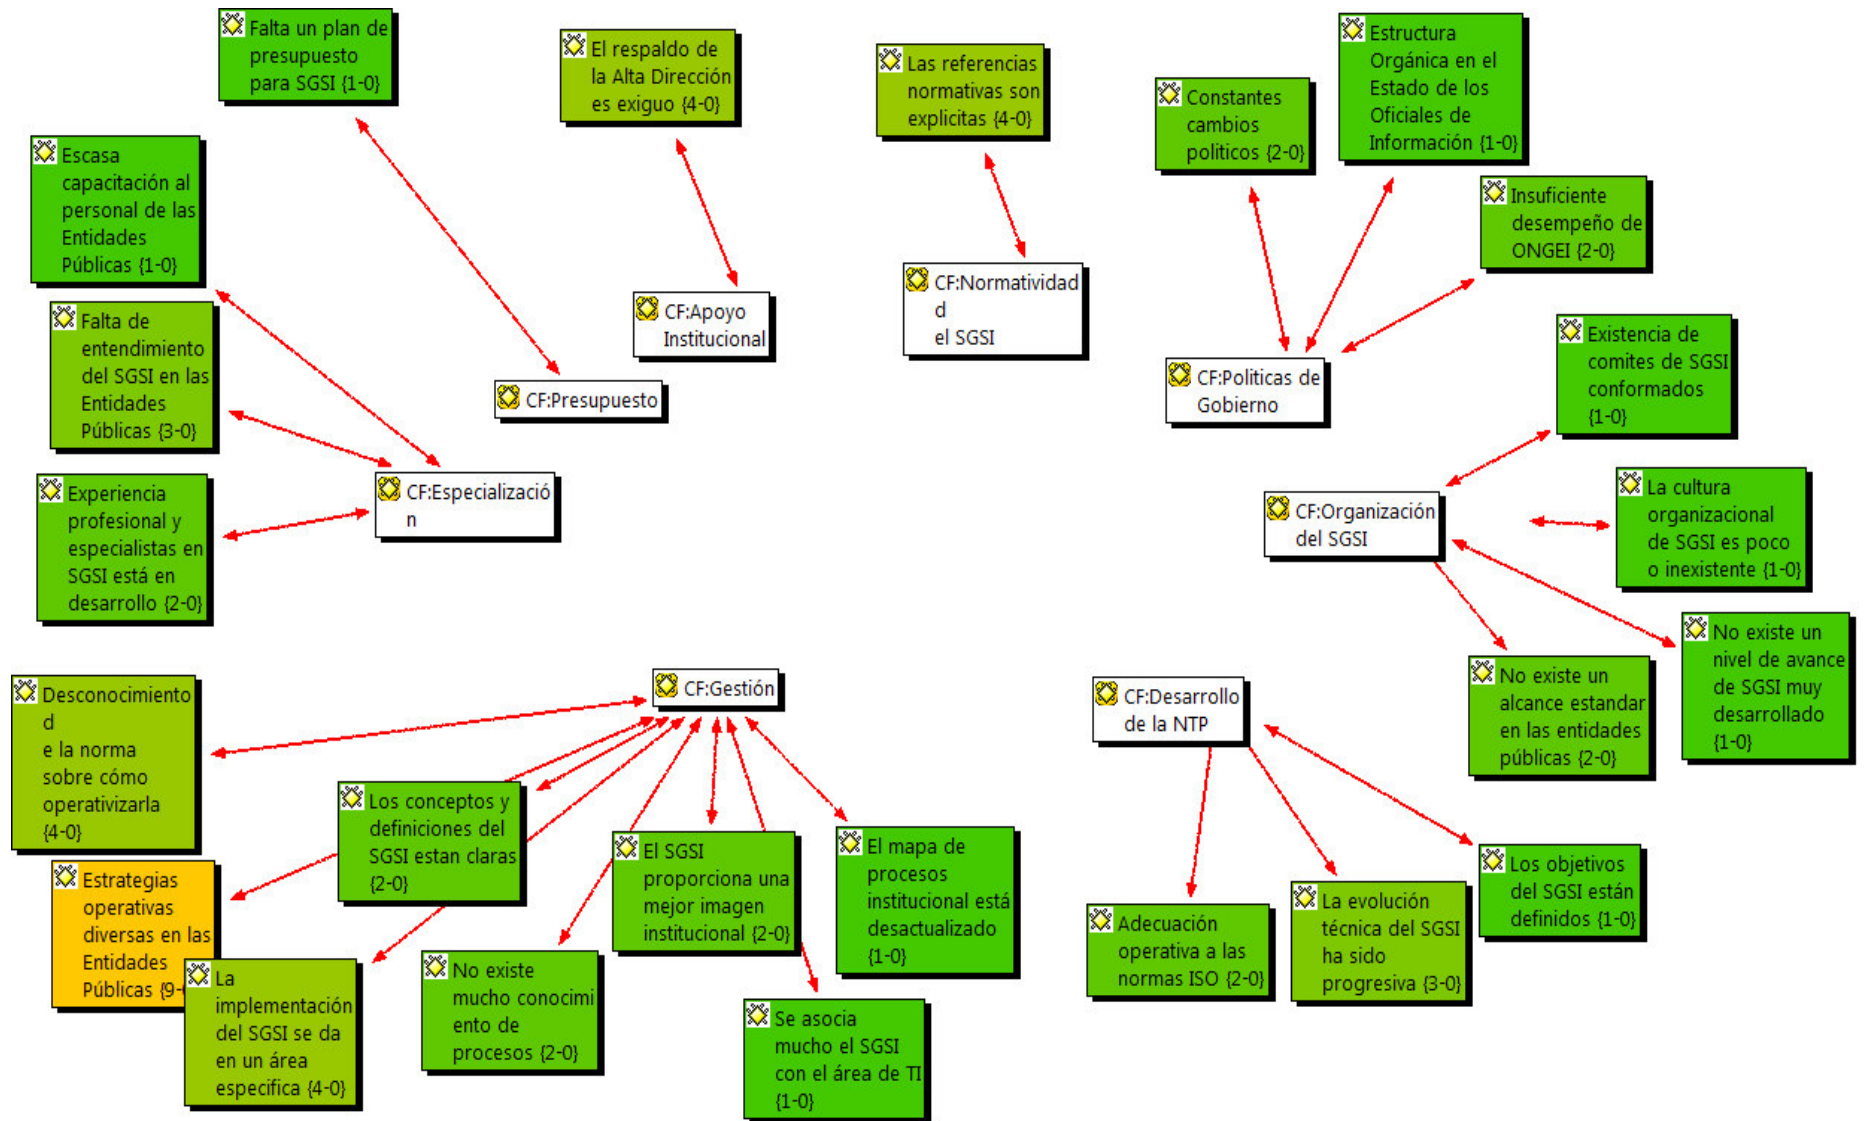 Falta un plan de
presupuesto
para SGSI {1-0}
El respaldo de
la Alta Dirección
es exiguo {4-0}
Las referencias
normativas son
explicitas {4-0}
Constantes
cambios
politicos {2-0}
Estructura
Orgánica en el
Estado de los
Oficiales de
Información {1-0}
Escasa
capacitación al
personal de las
Entidades
Públicas {1-0}
Insuficiente
desempeño de
ONGEI {2-0}
CF:Apoyo
Institucional
CF:Normatividad
d
el SGSI
Falta de
entendimiento
del SGSI en las
Entidades
Públicas {3-0}
CF:Presupuesto
CF:Politicas de
Gobierno
Existencia de
comites de SGSI
conformados
{1-0}
Experiencia
profesional y
especialistas en
SGSI está en
desarrollo {2-0}
CF:Especializació
n
CF:Organización
del SGSI
La cultura
organizacional
de SGSI es poco
o inexistente {1-0}
No existe un
nivel de avance
de SGSI muy
desarrollado
{1-0}
No existe un
alcance estandar
en las entidades
públicas {2-0}
Desconocimiento
d
e la norma
sobre cómo
operativizarla
{4-0}
CF:Gestión
CF:Desarrollo
de la NTP
Los conceptos y
definiciones del
SGSI estan claras
{2-0}
El SGSI
proporciona una
mejor imagen
institucional {2-0}
El mapa de
procesos
institucional está
desactualizado
{1-0}
Los objetivos
del SGSI están
definidos {1-0}
Estrategias
operativas
diversas en las
Entidades
Públicas {9-
La
implementación
del SGSI se da
en un área
especifica {4-0}
No existe
mucho conocimi
ento de
procesos {2-0}
Se asocia
mucho el SGSI
con el área de TI
{1-0}
Adecuación
operativa a las
normas ISO {2-0}
La evolución
técnica del SGSI
ha sido
progresiva {3-0}